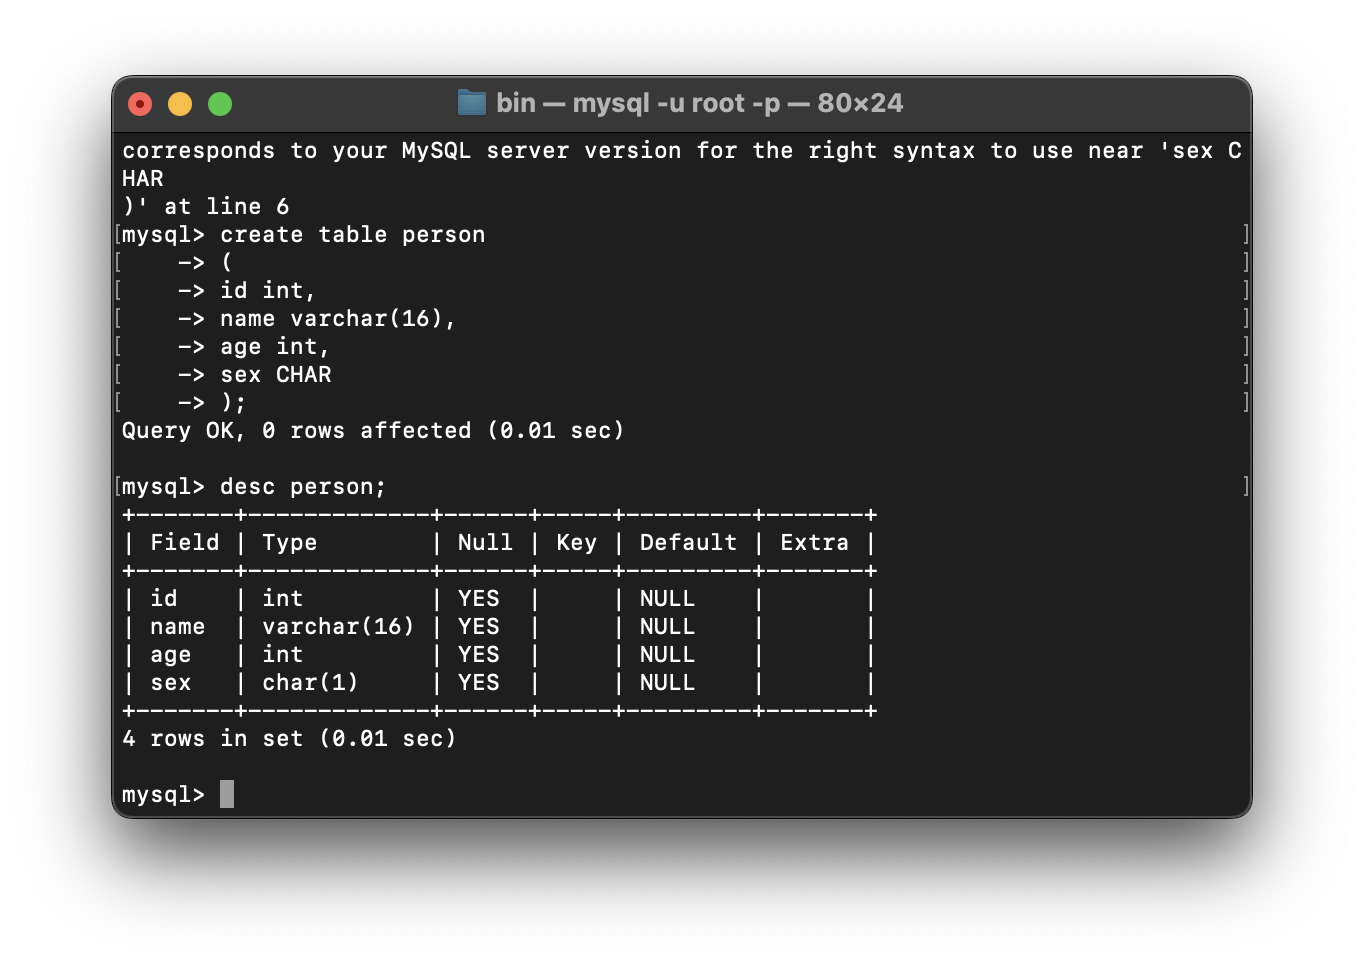 bin — mysql -u root -p — 80×24
corresponds to your MySQL server version for the right syntax to use near 'sex C
HAR
)' at line 6
[mysql> create table person ]
[    -> ( ]
[    -> id int, ]
[    -> name varchar(16), ]
[    -> age int, ]
[    -> sex CHAR ]
[    -> ); ]
Query OK, 0 rows affected (0.01 sec)

[mysql> desc person; ]
+-------+-------------+------+-----+---------+-------+
| Field | Type        | Null | Key | Default | Extra |
+-------+-------------+------+-----+---------+-------+
| id    | int         | YES  |     | NULL    |       |
| name  | varchar(16) | YES  |     | NULL    |       |
| age   | int         | YES  |     | NULL    |       |
| sex   | char(1)     | YES  |     | NULL    |       |
+-------+-------------+------+-----+---------+-------+
4 rows in set (0.01 sec)

mysql>